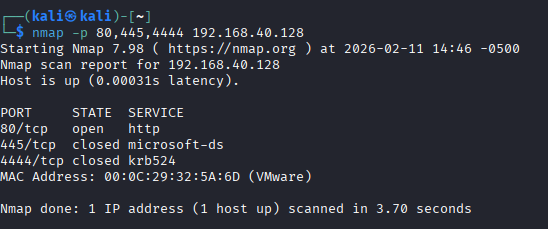 ┌──(kali㉿kali)-[~]
└─$ nmap -p 80,445,4444 192.168.40.128
Starting Nmap 7.98 ( https://nmap.org ) at 2026-02-11 14:46 -0500
Nmap scan report for 192.168.40.128
Host is up (0.00031s latency).

PORT     STATE  SERVICE
80/tcp   open   http
445/tcp  closed microsoft-ds
4444/tcp closed krb524
MAC Address: 00:0C:29:32:5A:6D (VMware)

Nmap done: 1 IP address (1 host up) scanned in 3.70 seconds